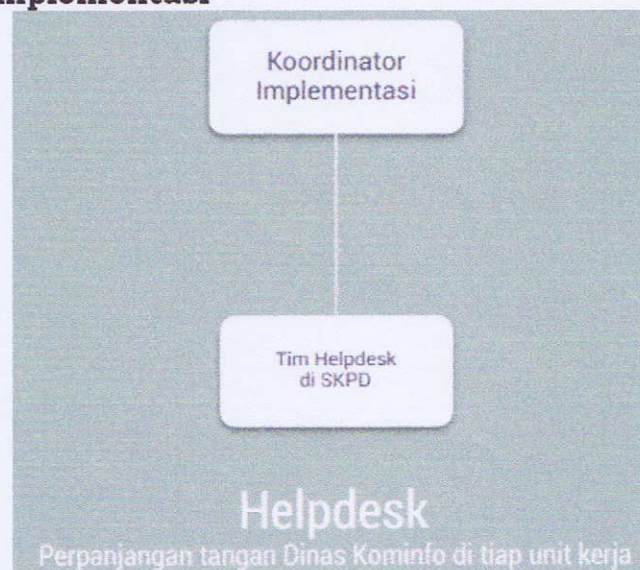 Koordinator
Implementasi
Tim Helpdesk
di SKPD
Helpdesk
Perpanjangan tangan Dinas Kominfo di tiap unit kerja